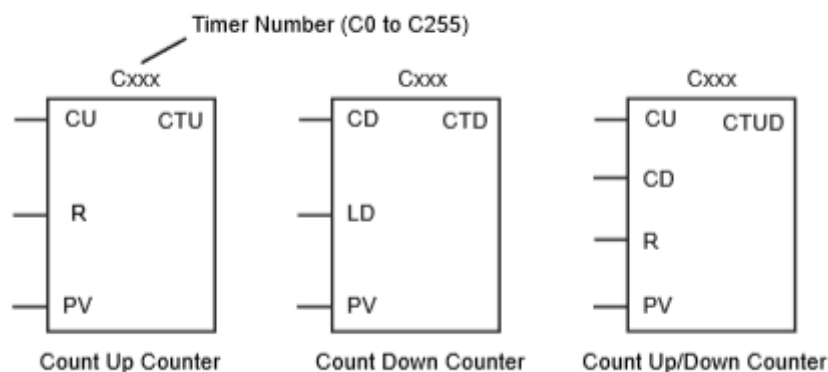 Timer Number (C0 to C255)
Cxxx Cxxx Cxxx
CU CTU CD CTD CU CTUD
CD
R LD R
PV PV PV
Count Up Counter Count Down Counter Count Up/Down Counter